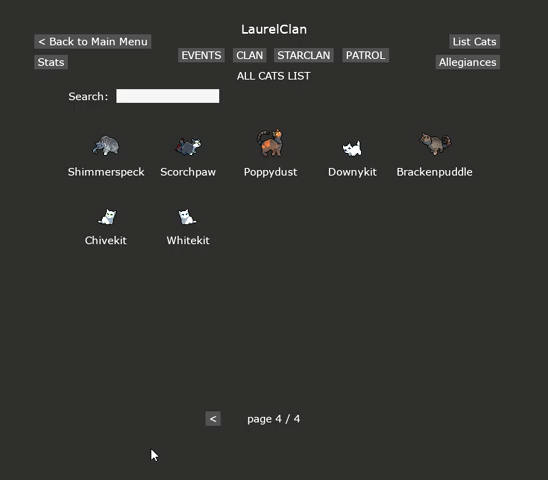 LaurelClan
< Back to Main Menu
List Cats
EVENTS CLAN STARCLAN PATROL
Stats
Allegiances
ALL CATS LIST
Search:
Shimmerspeck Scorchpaw Poppydust Downykit Brackenpuddle
Chivekit Whitekit
< page 4 / 4